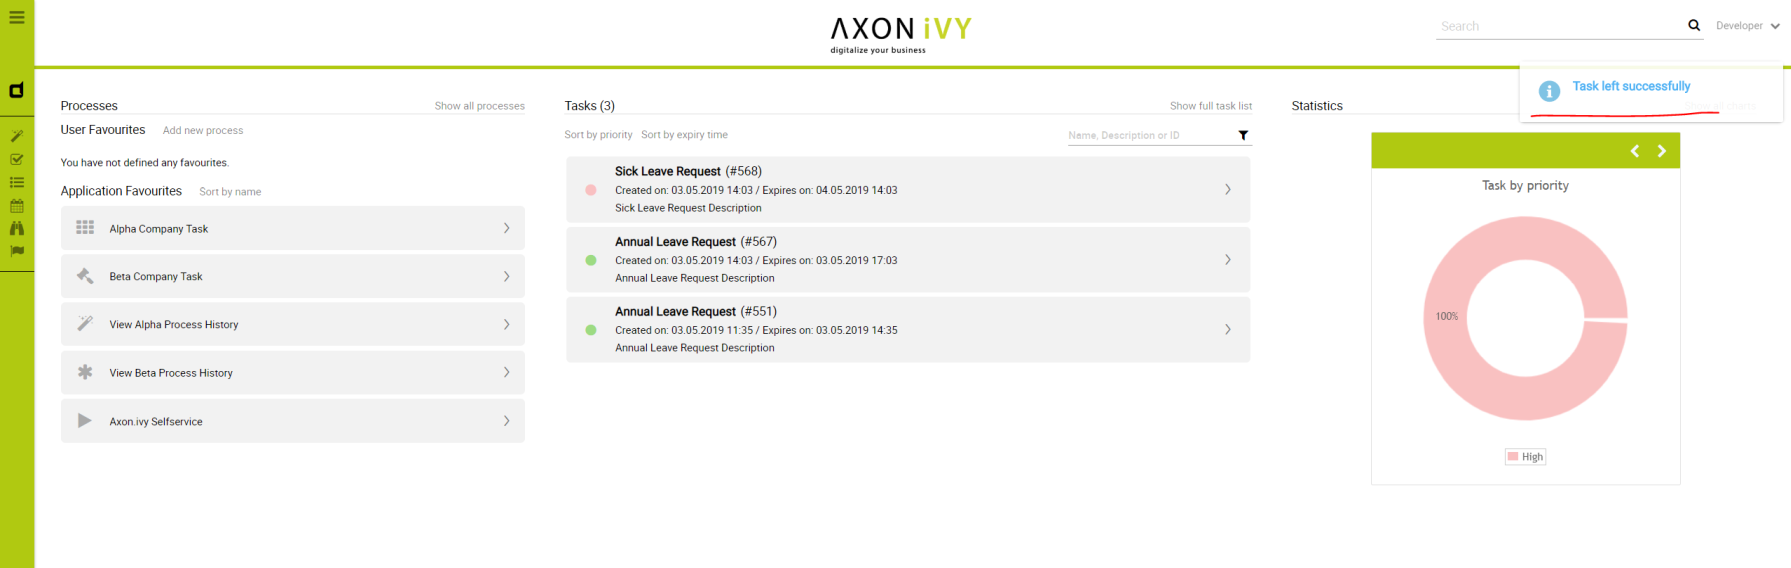 AXON iVY
digitalize your business
Search
Developer
Task left successfully
Processes
Show all processes
User Favourites
Add new process
You have not defined any favourites.
Application Favourites
Sort by name
Alpha Company Task
Beta Company Task
View Alpha Process History
View Beta Process History
Axon.ivy Selfservice
Tasks (3)
Show full task list
Sort by priority
Sort by expiry time
Name, Description or ID
Sick Leave Request (#568)
Created on: 03.05.2019 14:03 / Expires on: 04.05.2019 14:03
Sick Leave Request Description
Annual Leave Request (#567)
Created on: 03.05.2019 14:03 / Expires on: 03.05.2019 17:03
Annual Leave Request Description
Annual Leave Request (#551)
Created on: 03.05.2019 11:35 / Expires on: 03.05.2019 14:35
Annual Leave Request Description
Statistics
Task by priority
100%
High